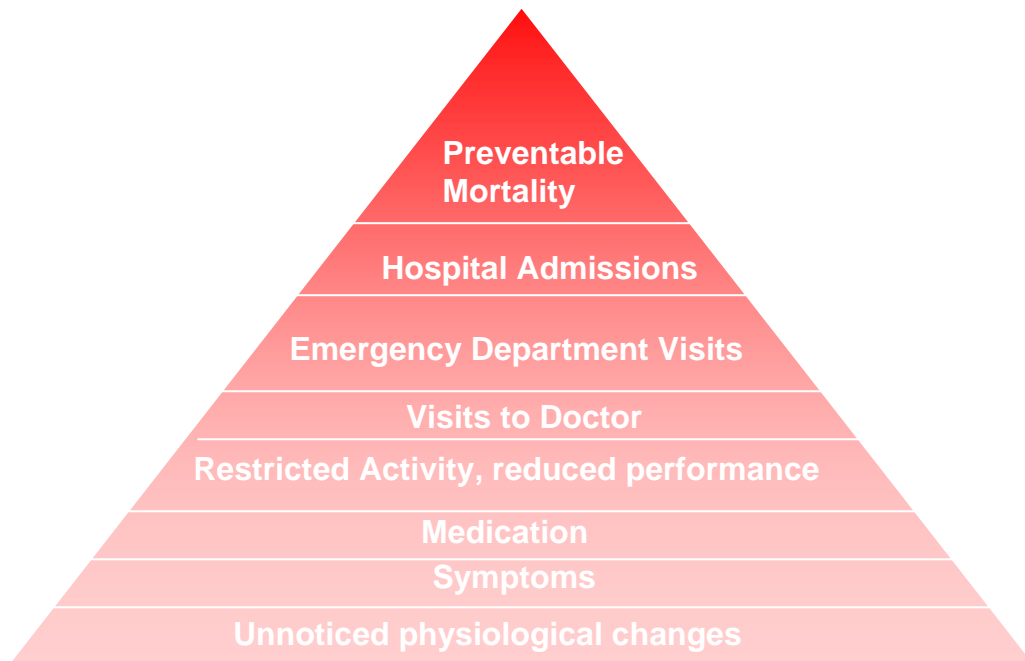 Preventable
Mortality
Hospital Admissions
Emergency Department Visits
Visits to Doctor
Restricted Activity, reduced performance
Medication
Symptoms
Unnoticed physiological changes